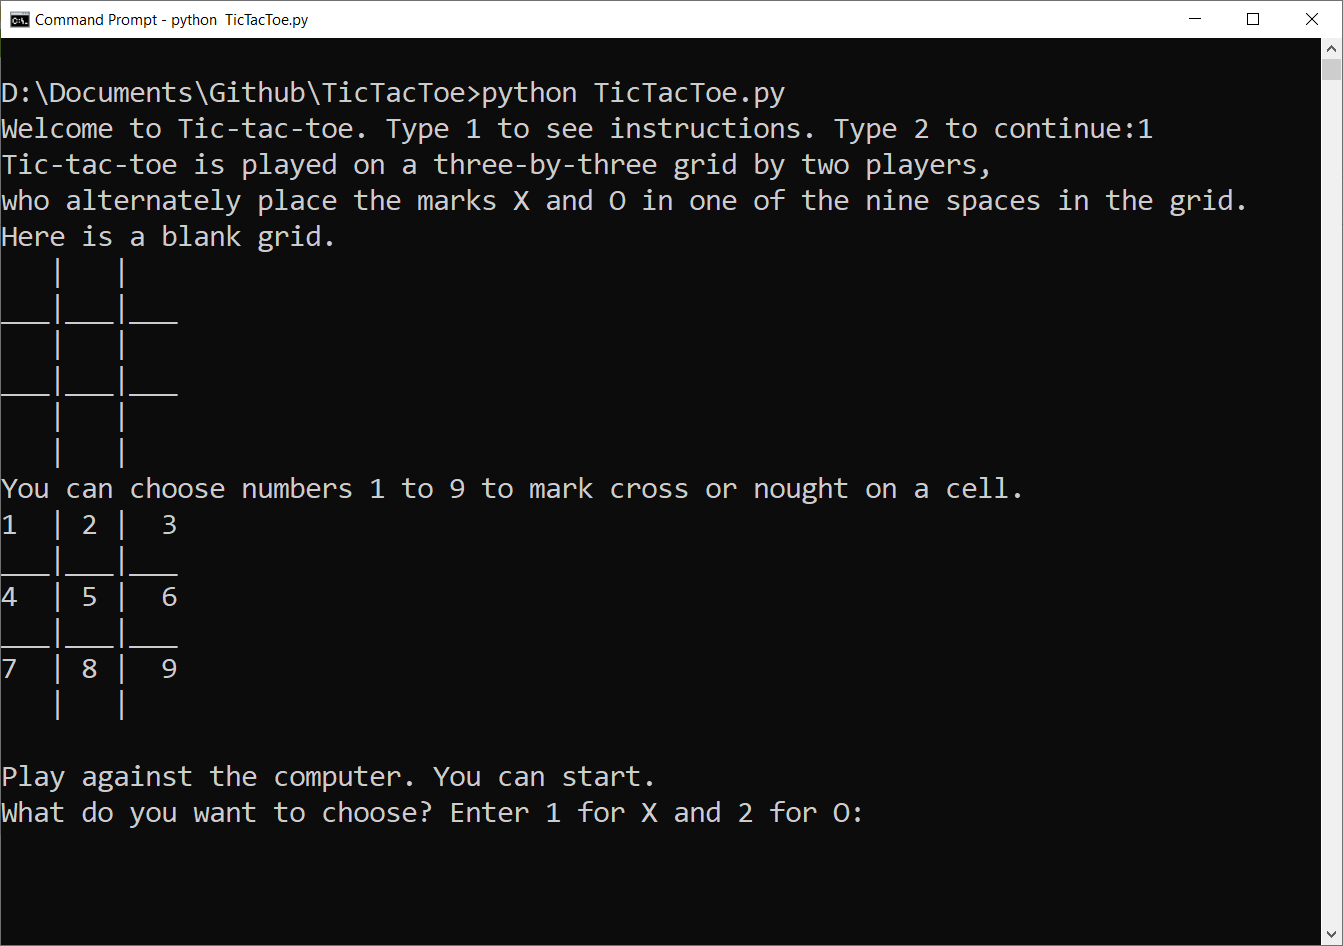 Command Prompt - python  TicTacToe.py
D:\Documents\Github\TicTacToe>python TicTacToe.py
Welcome to Tic-tac-toe. Type 1 to see instructions. Type 2 to continue:1
Tic-tac-toe is played on a three-by-three grid by two players,
who alternately place the marks X and O in one of the nine spaces in the grid.
Here is a blank grid.
   |   |
___|___|___
   |   |
___|___|___
   |   |
   |   |
You can choose numbers 1 to 9 to mark cross or nought on a cell.
1  | 2 |  3
___|___|___
4  | 5 |  6
___|___|___
7  | 8 |  9
   |   |
Play against the computer. You can start.
What do you want to choose? Enter 1 for X and 2 for O: